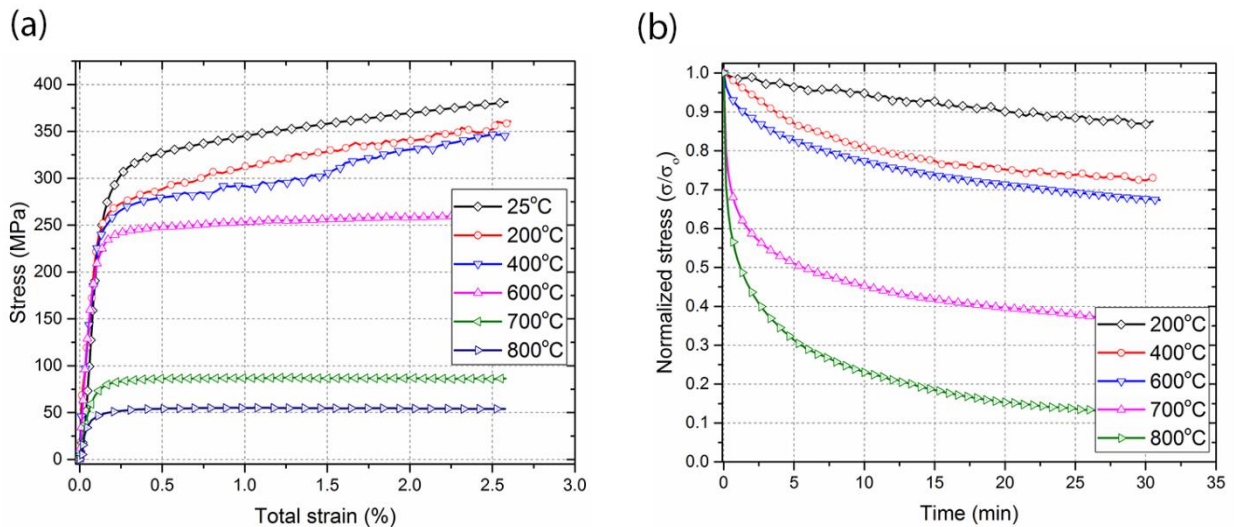 (a)
400
350
300
250
200
150
100
50
0
Stress (MPa)
0.0 0.5 1.0 1.5 2.0 2.5 3.0
Total strain (%)
25°C
200°C
400°C
600°C
700°C
800°C
(b)
1.0
0.9
0.8
0.7
0.6
0.5
0.4
0.3
0.2
0.1
0.0
Normalized stress (σ/σₒ)
0 5 10 15 20 25 30 35
Time (min)
200°C
400°C
600°C
700°C
800°C